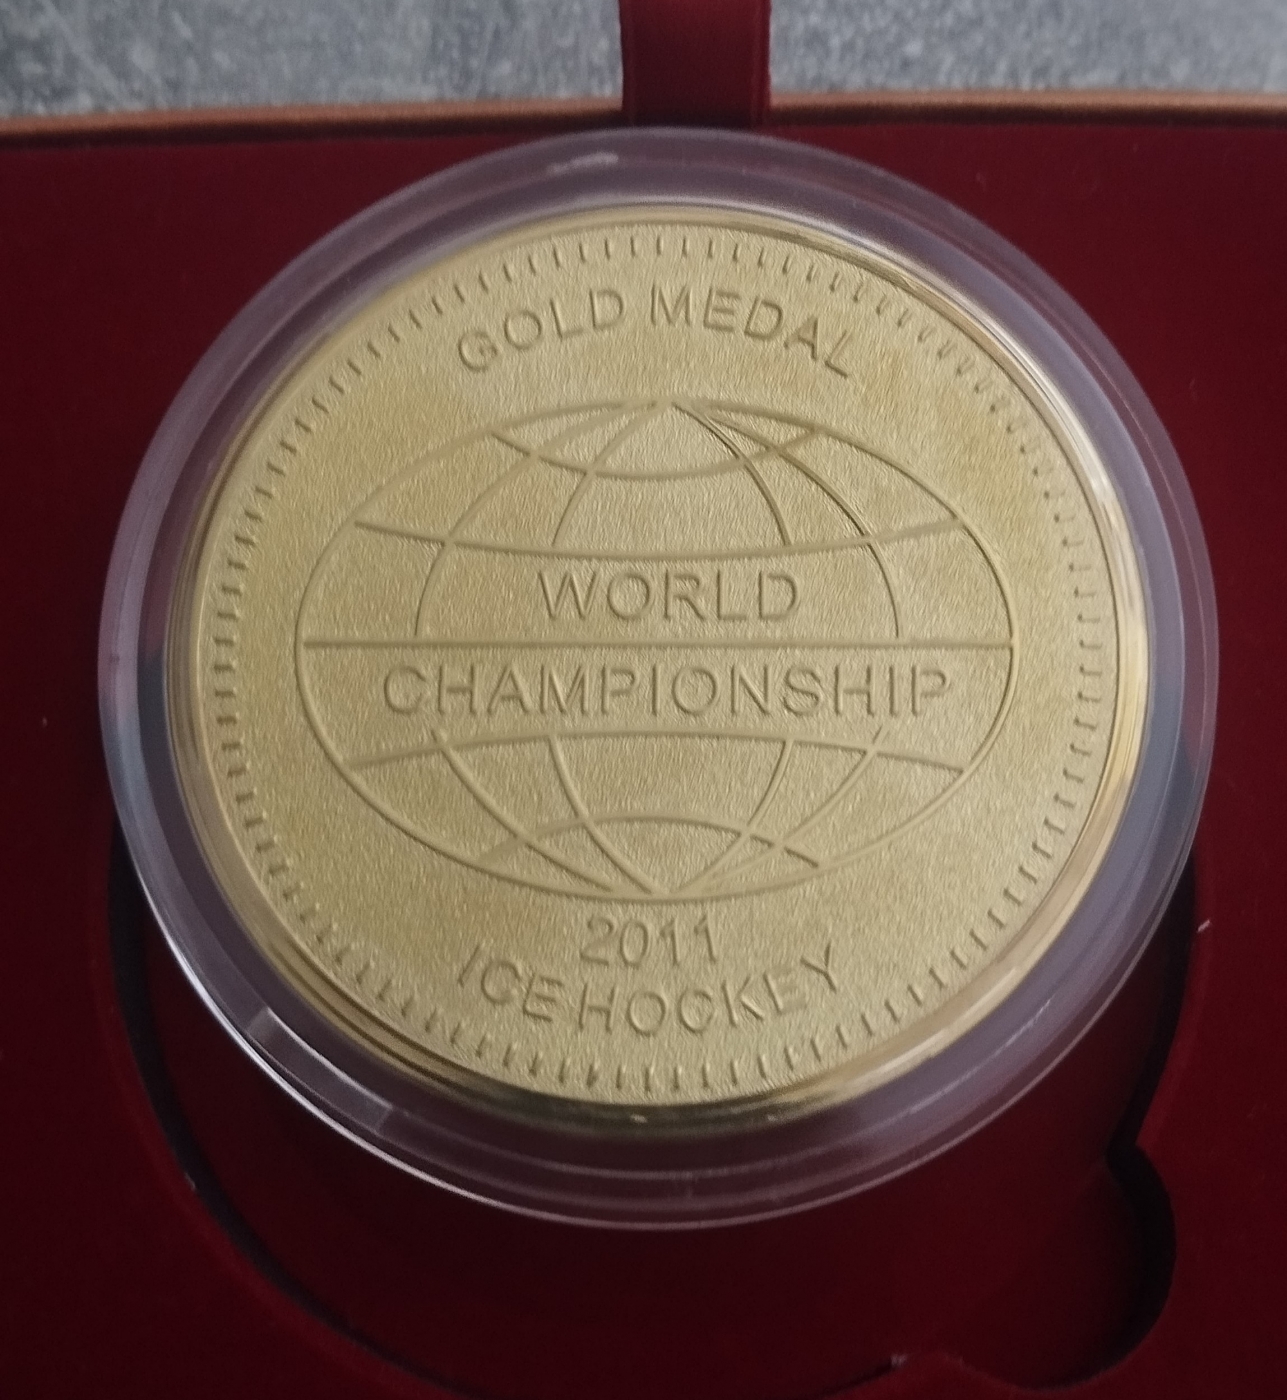 GOLD MEDAL
WORLD
CHAMPIONSHIP
2011
ICE HOCKEY